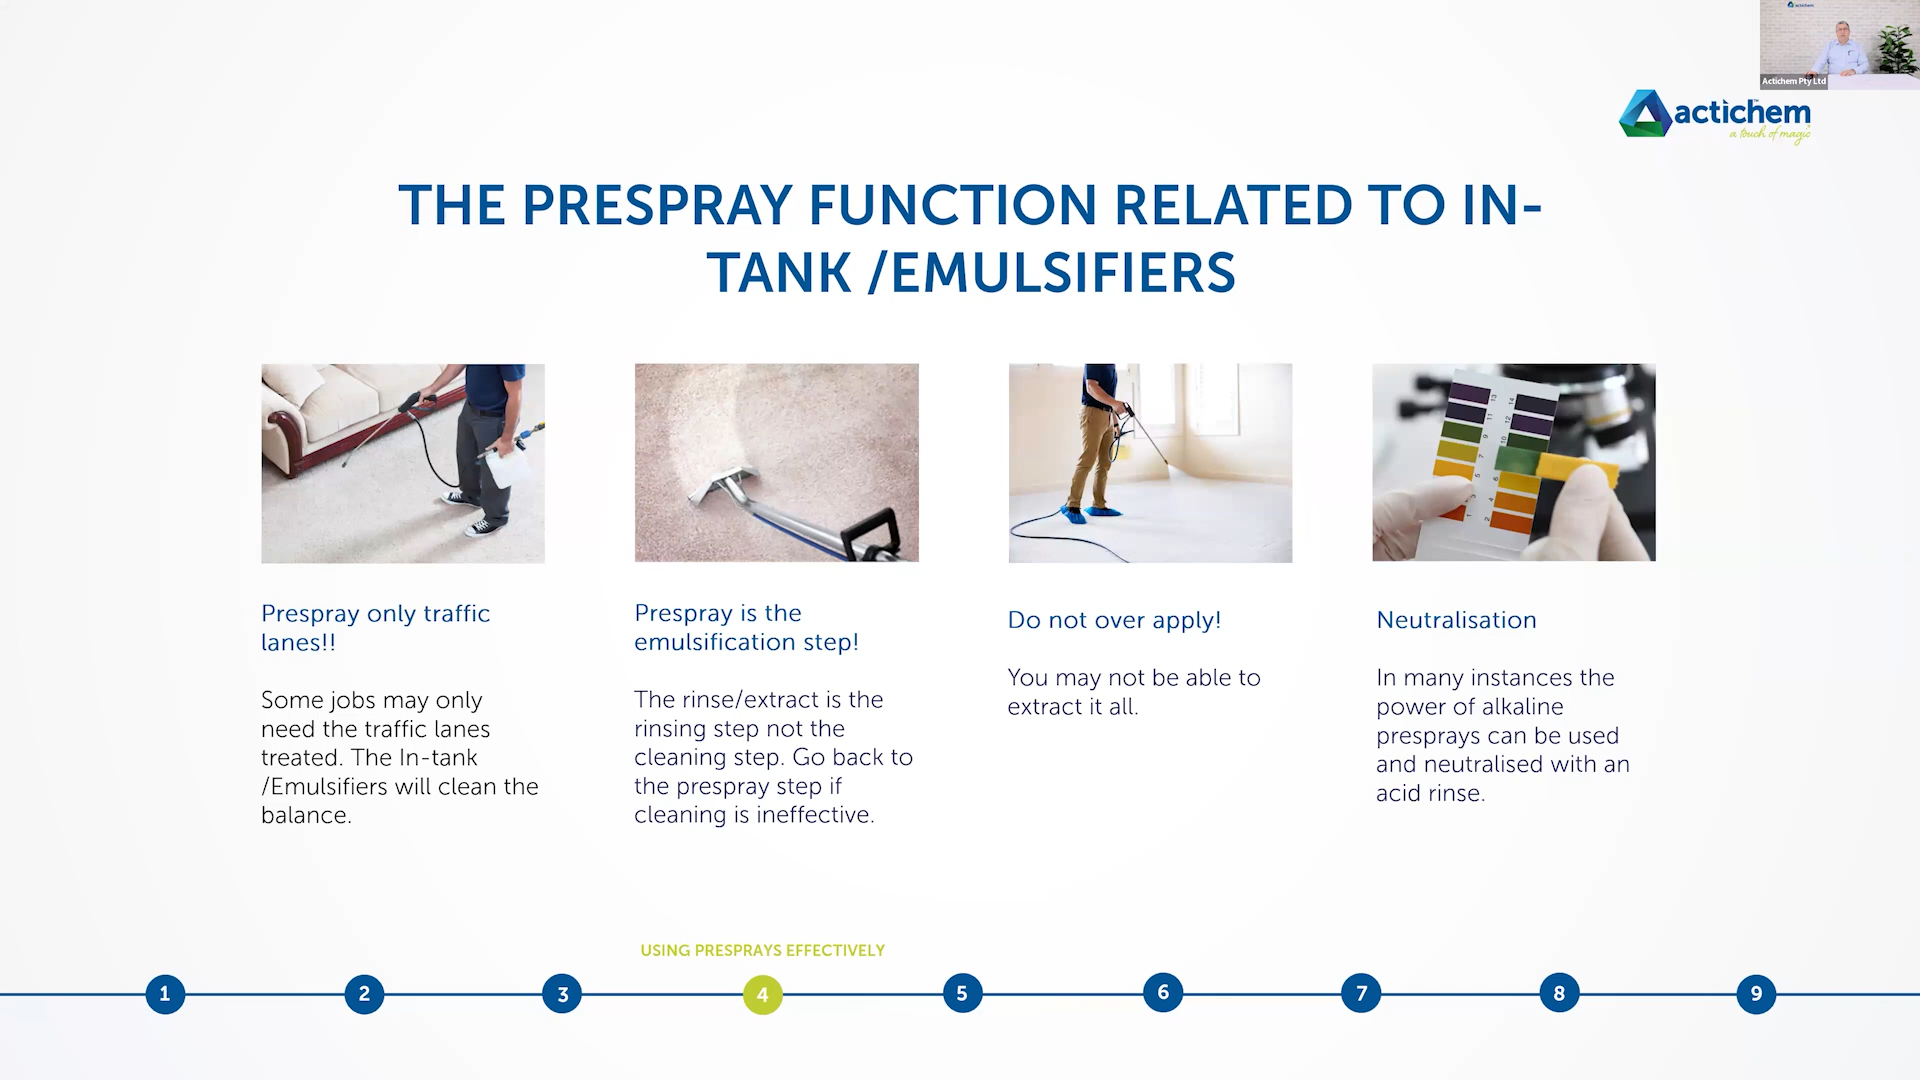 actichem
Actichem Pty Ltd
actichem
a touch of magic
THE PRESPRAY FUNCTION RELATED TO IN-
TANK /EMULSIFIERS
Prespray only traffic
lanes!!
Some jobs may only
need the traffic lanes
treated. The In-tank
/Emulsifiers will clean the
balance.
Prespray is the
emulsification step!
The rinse/extract is the
rinsing step not the
cleaning step. Go back to
the prespray step if
cleaning is ineffective.
Do not over apply!
You may not be able to
extract it all.
Neutralisation
In many instances the
power of alkaline
presprays can be used
and neutralised with an
acid rinse.
USING PRESPRAYS EFFECTIVELY
1 2 3 4 5 6 7 8 9